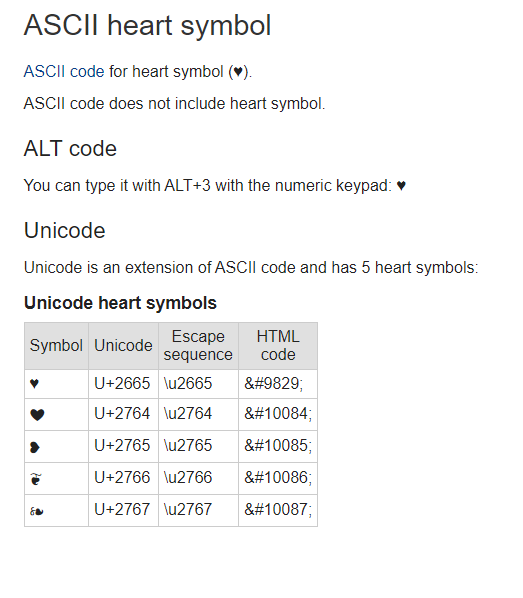 ASCII heart symbol
ASCII code for heart symbol (♥).
ASCII code does not include heart symbol.
ALT code
You can type it with ALT+3 with the numeric keypad: ♥
Unicode
Unicode is an extension of ASCII code and has 5 heart symbols:
Unicode heart symbols
Symbol Unicode Escape sequence HTML code
♥ U+2665 \u2665 &#9829;
❤ U+2764 \u2764 &#10084;
❥ U+2765 \u2765 &#10085;
❦ U+2766 \u2766 &#10086;
❧ U+2767 \u2767 &#10087;